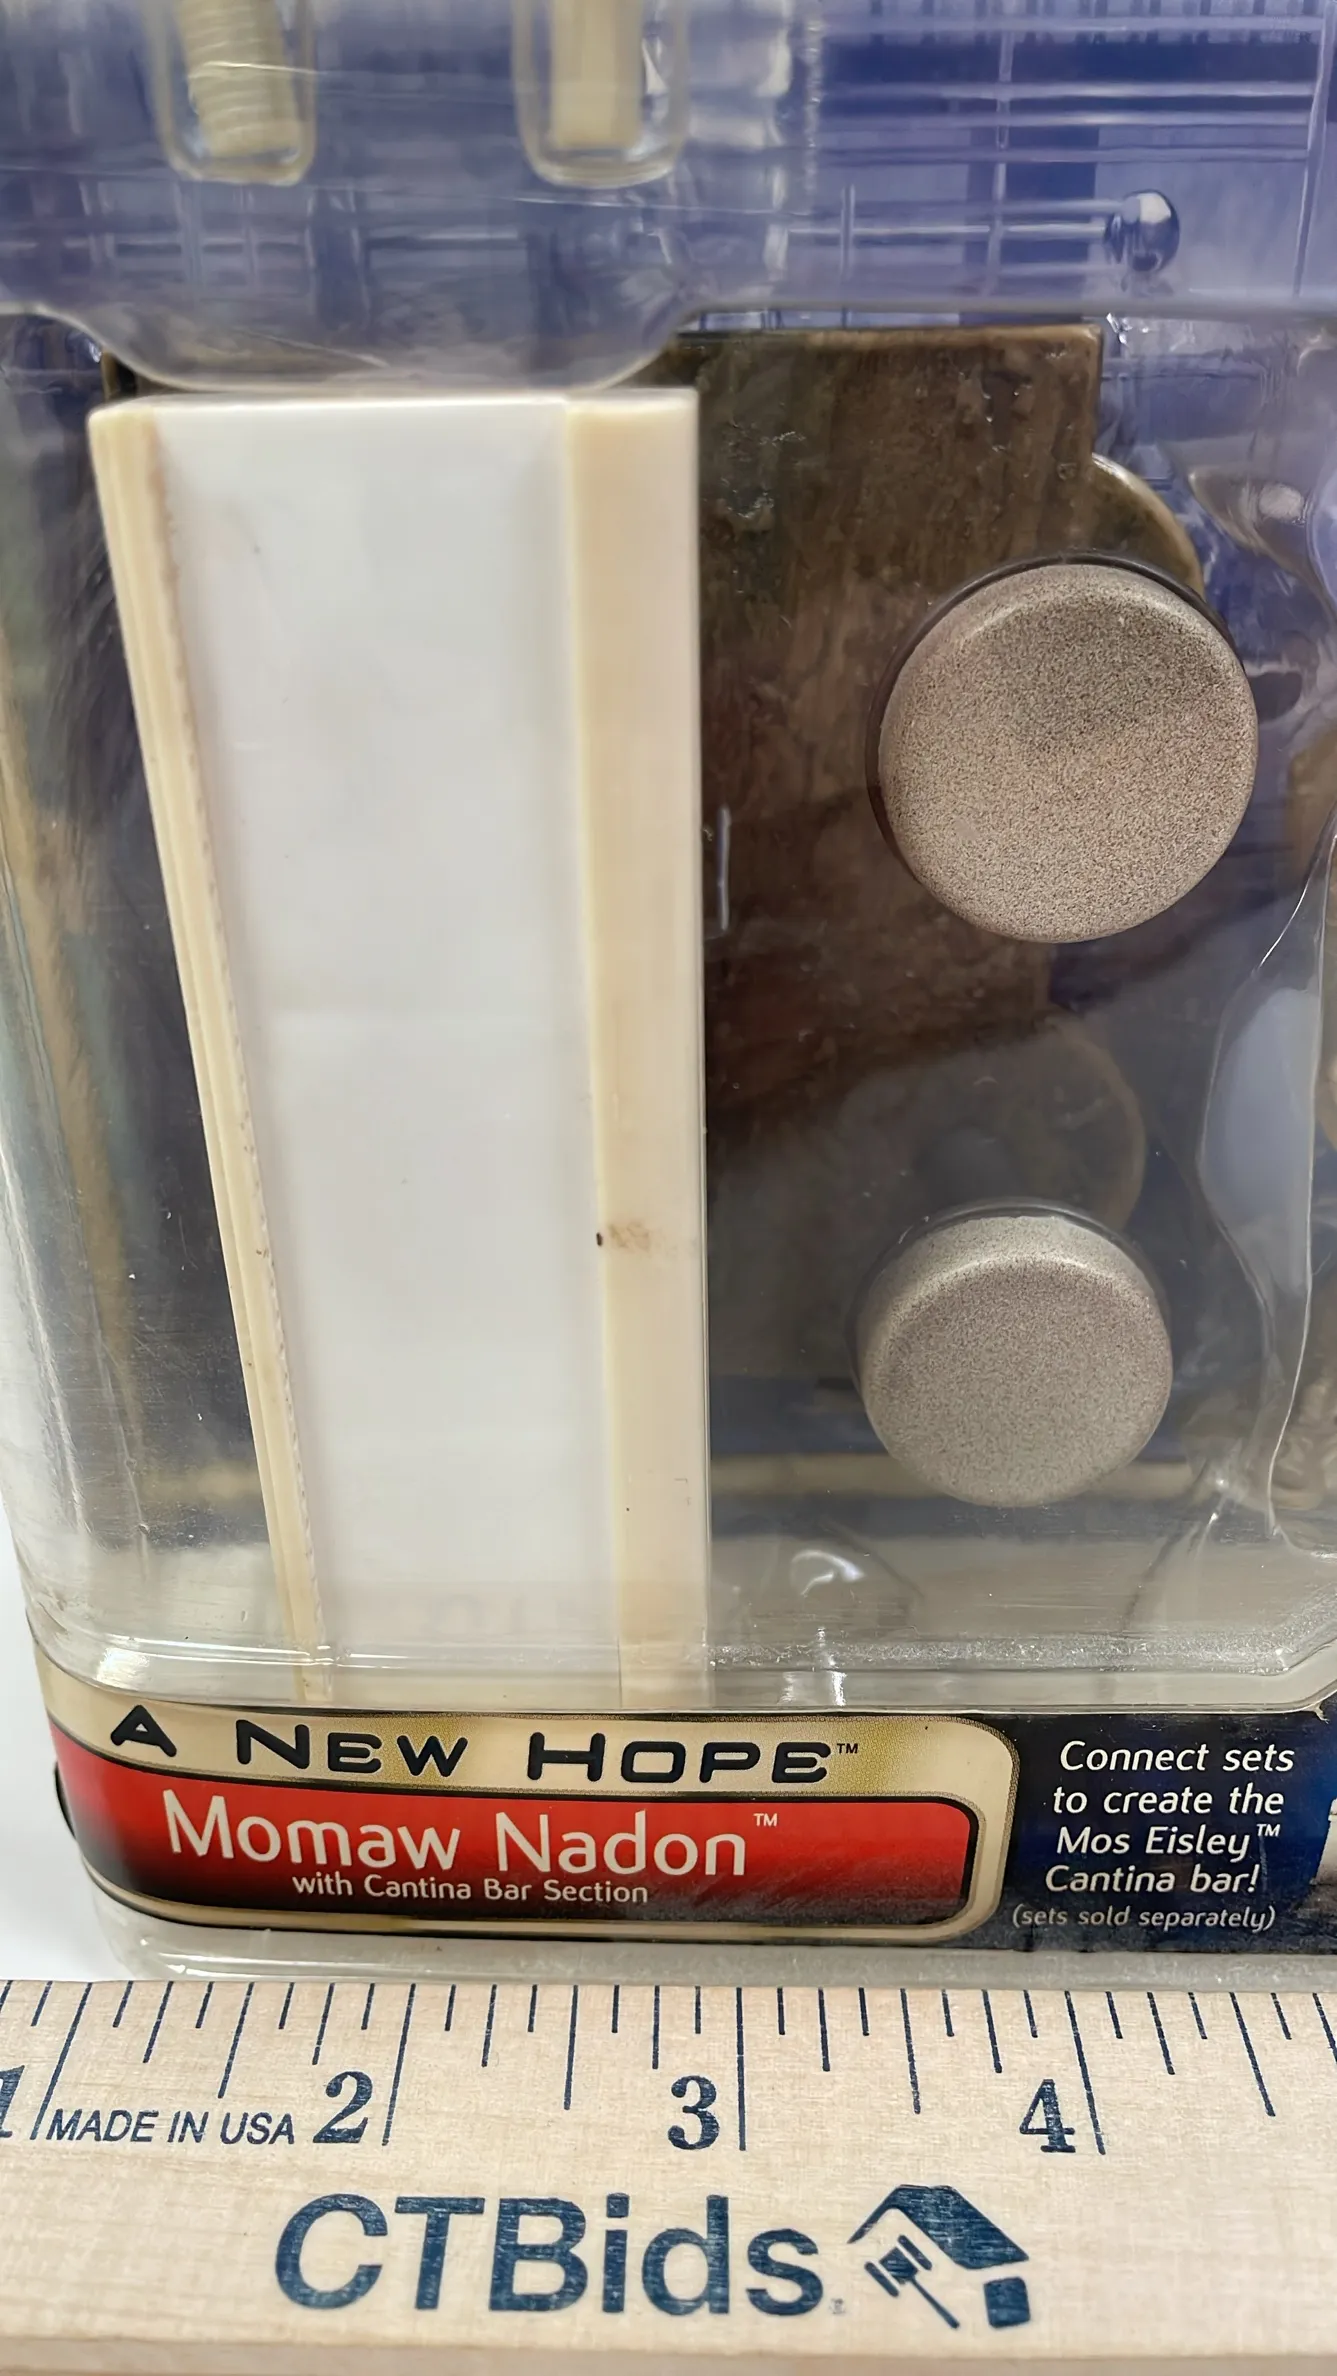 A NEW HOPE™
Momaw Nadon™
with Cantina Bar Section
Connect sets
to create the
Mos Eisley™
Cantina bar!
(sets sold separately)
1 MADE IN USA 2 3 4
CTBids